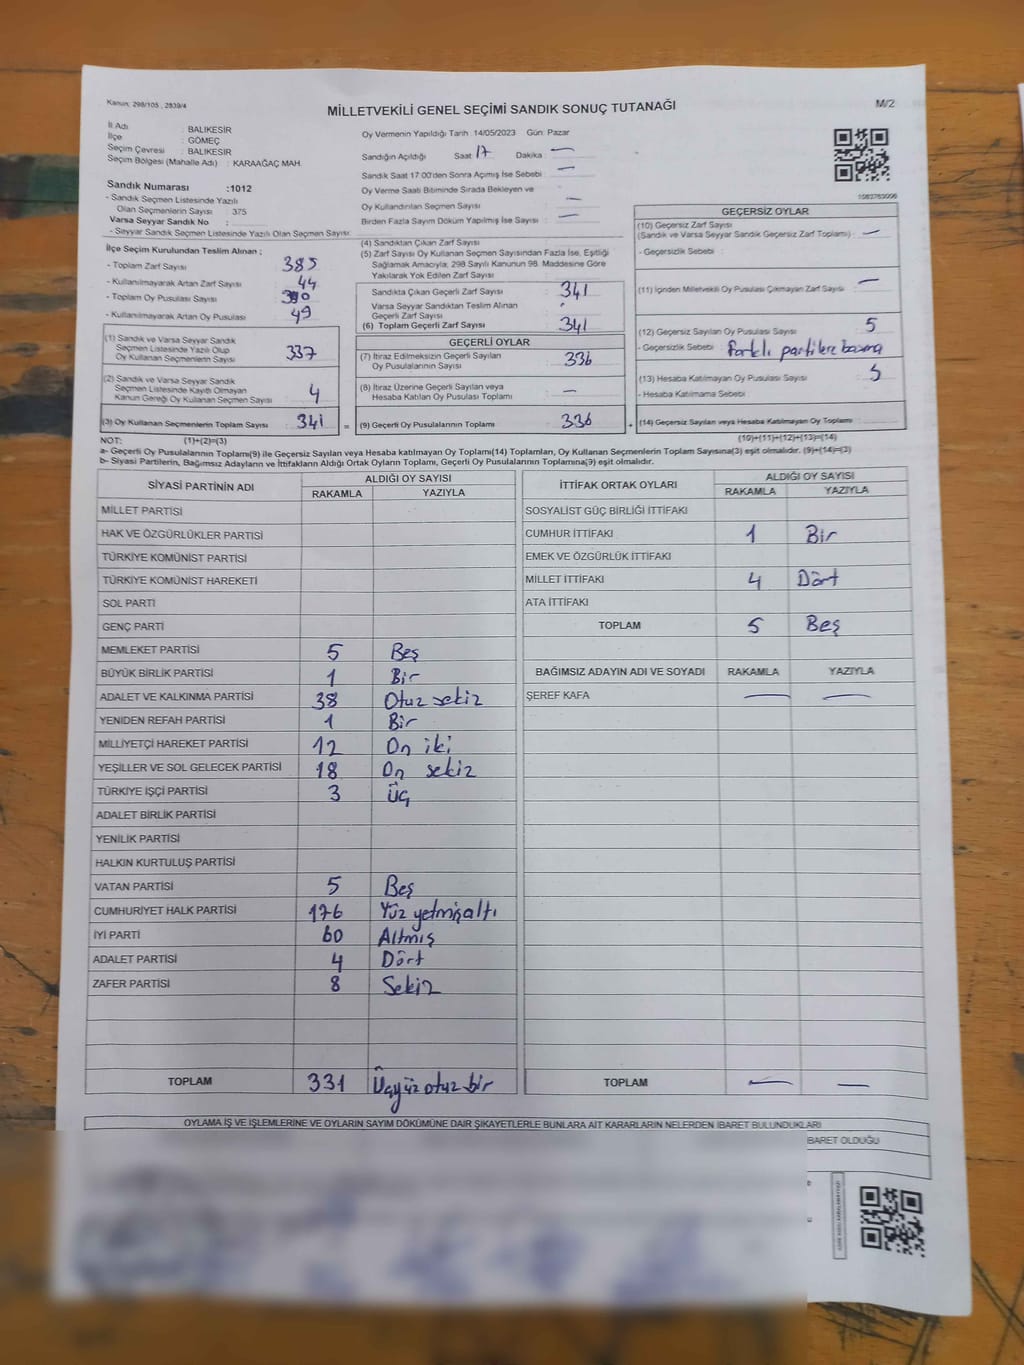 Kanun: 298/105 , 2839/4
MİLLETVEKİLİ GENEL SEÇİMİ SANDIK SONUÇ TUTANAĞI
M/2
İl Adı : BALIKESİR
İlçe : GÖMEÇ
Seçim Çevresi : BALIKESİR
Seçim Bölgesi (Mahalle Adı) : KARAAĞAÇ MAH.
Sandık Numarası :1012
- Sandık Seçmen Listesinde Yazılı
Olan Seçmenlerin Sayısı : 375
Varsa Seyyar Sandık No :
- Seyyar Sandık Seçmen Listesinde Yazılı Olan Seçmen Sayısı:
Oy Vermenin Yapıldığı Tarih :14/05/2023 Gün: Pazar
Sandığın Açıldığı Saat 17 Dakika : —
Sandık Saat 17:00'den Sonra Açımış İse Sebebi : —
Oy Verme Saati Bitiminde Sırada Bekleyen ve
Oy Kullandırılan Seçmen Sayısı : —
Birden Fazla Sayım Döküm Yapılmış İse Sayısı : —
İlçe Seçim Kurulundan Teslim Alınan ;
- Toplam Zarf Sayısı : 385
- Kullanılmayarak Artan Zarf Sayısı : 44
- Toplam Oy Pusulası Sayısı : 390
- Kullanılmayarak Artan Oy Pusulası : 49
(1) Sandık ve Varsa Seyyar Sandık
Seçmen Listesinde Yazılı Olup
Oy Kullanan Seçmenlerin Sayısı : 337
(2) Sandık ve Varsa Seyyar Sandık
Seçmen Listesinde Kayıtlı Olmayan
Kanun Gereği Oy Kullanan Seçmen Sayısı : 4
(3) Oy Kullanan Seçmenlerin Toplam Sayısı : 341 =
(4) Sandıktan Çıkan Zarf Sayısı :
(5) Zarf Sayısı Oy Kullanan Seçmen Sayısından Fazla İse, Eşitliği
Sağlamak Amacıyla; 298 Sayılı Kanunun 98. Maddesine Göre
Yakılarak Yok Edilen Zarf Sayısı :
Sandıkta Çıkan Geçerli Zarf Sayısı : 341
Varsa Seyyar Sandıktan Teslim Alınan
Geçerli Zarf Sayısı :
(6) Toplam Geçerli Zarf Sayısı : 341
GEÇERLİ OYLAR
(7) İtiraz Edilmeksizin Geçerli Sayılan
Oy Pusulalarının Sayısı : 336
(8) İtiraz Üzerine Geçerli Sayılan veya
Hesaba Katılan Oy Pusulası Toplamı : —
(9) Geçerli Oy Pusulalarının Toplamı : 336 +
1083763096
GEÇERSİZ OYLAR
(10) Geçersiz Zarf Sayısı
(Sandık ve Varsa Seyyar Sandık Geçersiz Zarf Toplamı) : —
- Geçersizlik Sebebi :
(11) İçinden Milletvekili Oy Pusulası Çıkmayan Zarf Sayısı : —
(12) Geçersiz Sayılan Oy Pusulası Sayısı : 5
- Geçersizlik Sebebi : Farklı partilere basma
(13) Hesaba Katılmayan Oy Pusulası Sayısı : 5
- Hesaba Katılmama Sebebi :
(14) Geçersiz Sayılan veya Hesaba Katılmayan Oy Toplamı :
NOT: (1)+(2)=(3) (10)+(11)+(12)+(13)=(14)
a- Geçerli Oy Pusulalarının Toplamı(9) ile Geçersiz Sayılan veya Hesaba katılmayan Oy Toplamı(14) Toplamları, Oy Kullanan Seçmenlerin Toplam Sayısına(3) eşit olmalıdır. (9)+(14)=(3)
b- Siyasi Partilerin, Bağımsız Adayların ve İttifakların Aldığı Ortak Oyların Toplamı, Geçerli Oy Pusulalarının Toplamına(9) eşit olmalıdır.
SİYASİ PARTİNİN ADI ALDIĞI OY SAYISI
RAKAMLA YAZIYLA
MİLLET PARTİSİ
HAK VE ÖZGÜRLÜKLER PARTİSİ
TÜRKİYE KOMÜNİST PARTİSİ
TÜRKİYE KOMÜNİST HAREKETİ
SOL PARTİ
GENÇ PARTİ
MEMLEKET PARTİSİ 5 Beş
BÜYÜK BİRLİK PARTİSİ 1 Bir
ADALET VE KALKINMA PARTİSİ 38 Otuz sekiz
YENİDEN REFAH PARTİSİ 1 Bir
MİLLİYETÇİ HAREKET PARTİSİ 12 On iki
YEŞİLLER VE SOL GELECEK PARTİSİ 18 On sekiz
TÜRKİYE İŞÇİ PARTİSİ 3 Üç
ADALET BİRLİK PARTİSİ
YENİLİK PARTİSİ
HALKIN KURTULUŞ PARTİSİ
VATAN PARTİSİ 5 Beş
CUMHURİYET HALK PARTİSİ 176 Yüz yetmişaltı
İYİ PARTİ 60 Altmış
ADALET PARTİSİ 4 Dört
ZAFER PARTİSİ 8 Sekiz
TOPLAM 331 Üçyüz otuz bir
İTTİFAK ORTAK OYLARI ALDIĞI OY SAYISI
RAKAMLA YAZIYLA
SOSYALİST GÜÇ BİRLİĞİ İTTİFAKI
CUMHUR İTTİFAKI 1 Bir
EMEK VE ÖZGÜRLÜK İTTİFAKI
MİLLET İTTİFAKI 4 Dört
ATA İTTİFAKI
TOPLAM 5 Beş
BAĞIMSIZ ADAYIN ADI VE SOYADI RAKAMLA YAZIYLA
ŞEREF KAFA — —
TOPLAM — —
OYLAMA İŞ VE İŞLEMLERİNE VE OYLARIN SAYIM DÖKÜMÜNE DAİR ŞİKAYETLERLE BUNLARA AİT KARARLARIN NELERDEN İBARET BULUNDUKLARI
BARET OLDUĞU